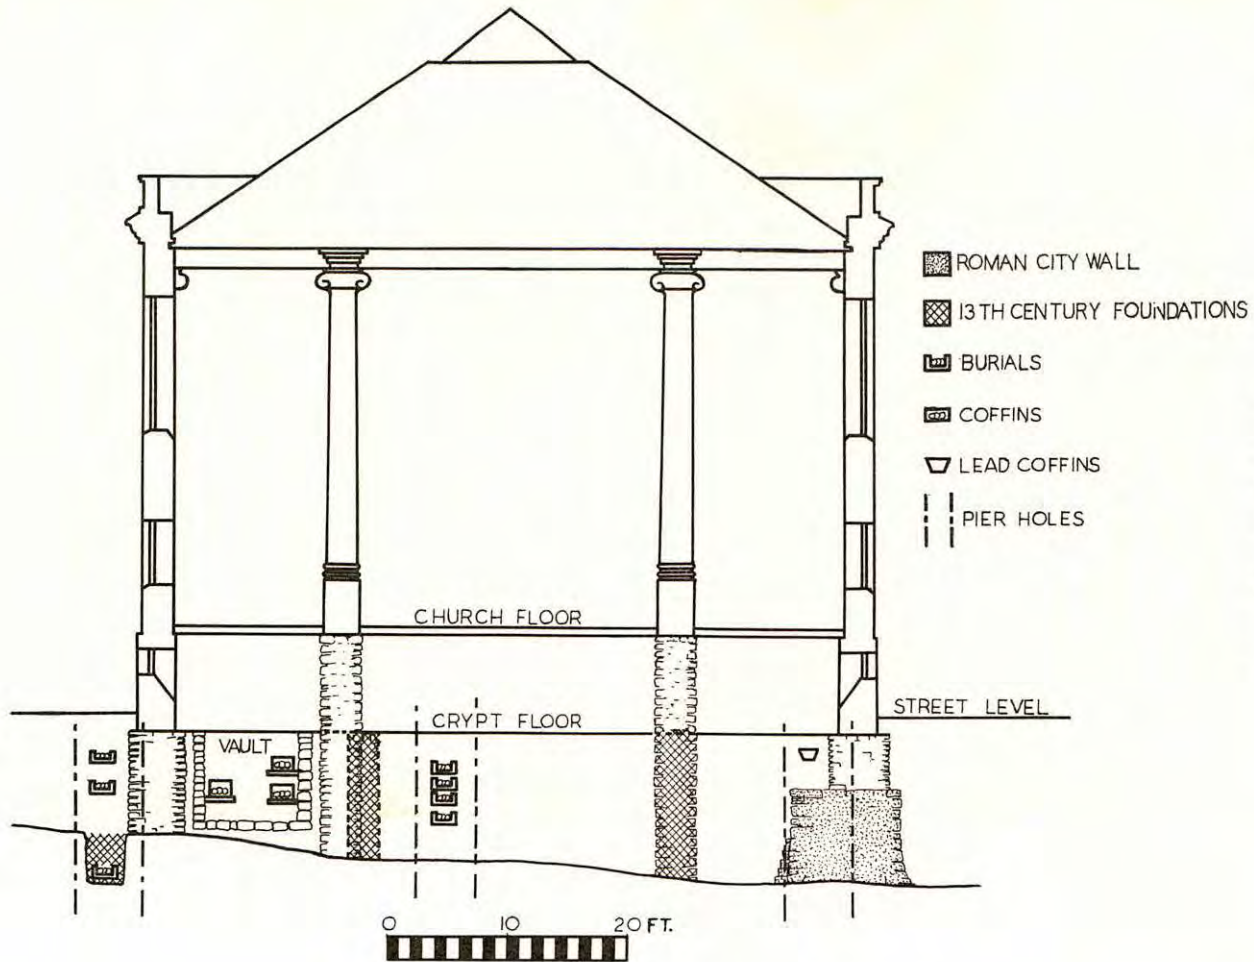 ROMAN CITY WALL
13TH CENTURY FOUNDATIONS
BURIALS
COFFINS
LEAD COFFINS
PIER HOLES
CHURCH FLOOR
STREET LEVEL
CRYPT FLOOR
VAULT
0 10 20 FT.